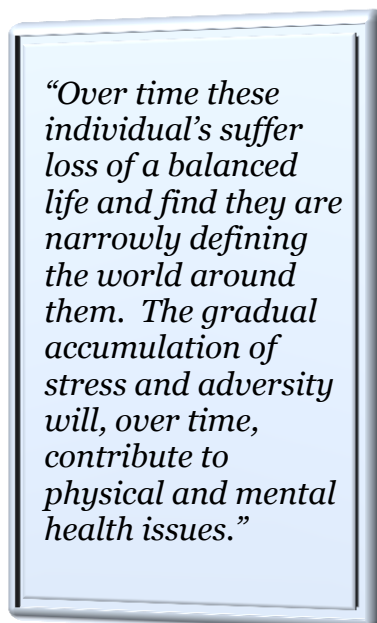 “Over time these
individual’s suffer
loss of a balanced
life and find they are
narrowly defining
the world around
them.  The gradual
accumulation of
stress and adversity
will, over time,
contribute to
physical and mental
health issues.”